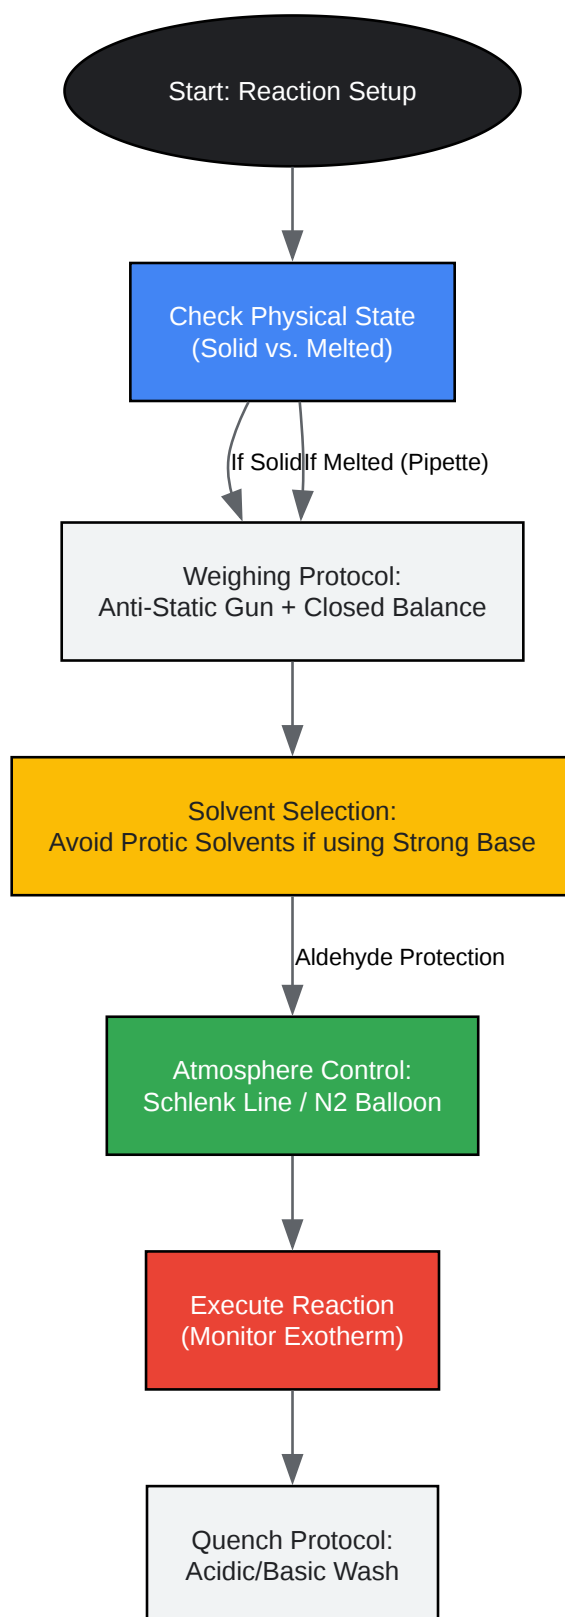 Start: Reaction Setup
Check Physical State
(Solid vs. Melted)
If Solid
If Melted (Pipette)
Weighing Protocol:
Anti-Static Gun + Closed Balance
Solvent Selection:
Avoid Protic Solvents if using Strong Base
Aldehyde Protection
Atmosphere Control:
Schlenk Line / N2 Balloon
Execute Reaction
(Monitor Exotherm)
Quench Protocol:
Acidic/Basic Wash